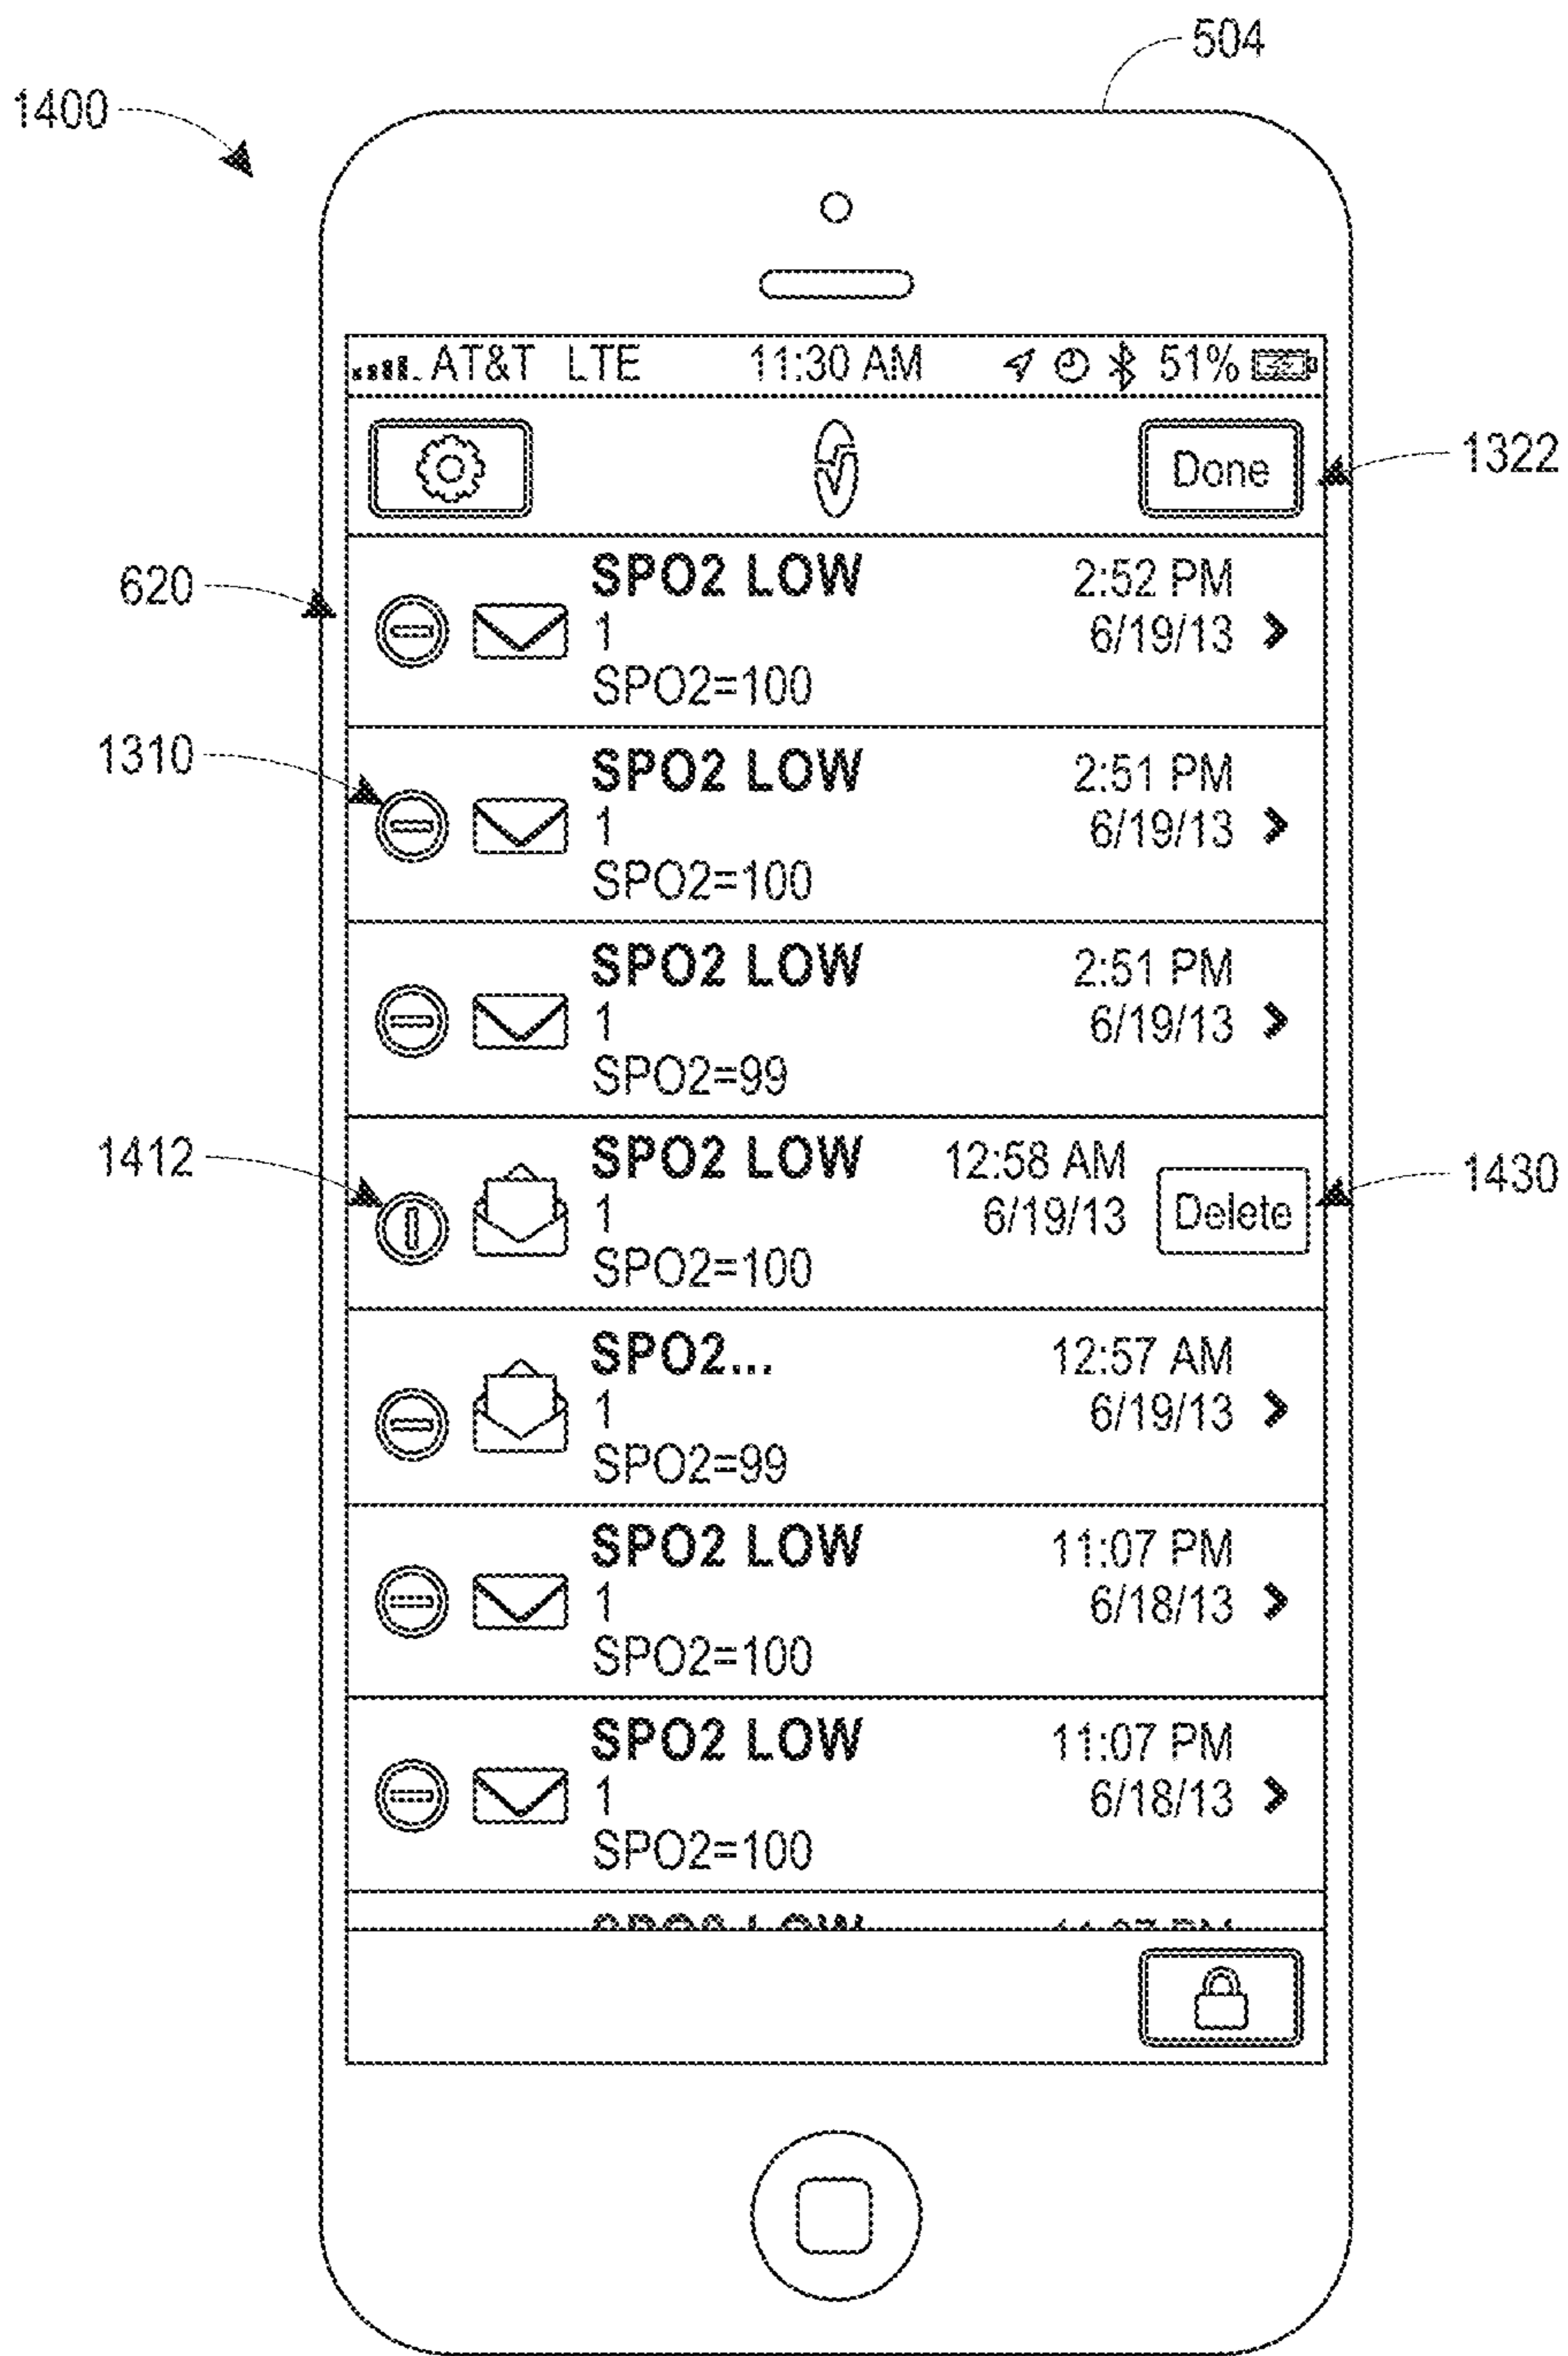 504
1400
AT&T LTE 11:30 AM 51%
Done
1322
620
SPO2 LOW 2:52 PM
1 6/19/13
SPO2=100
1310
SPO2 LOW 2:51 PM
1 6/19/13
SPO2=100
SPO2 LOW 2:51 PM
1 6/19/13
SPO2=99
1412
SPO2 LOW 12:58 AM
1 6/19/13 Delete
1430
SPO2=100
SPO2... 12:57 AM
1 6/19/13
SPO2=99
SPO2 LOW 11:07 PM
1 6/18/13
SPO2=100
SPO2 LOW 11:07 PM
1 6/18/13
SPO2=100